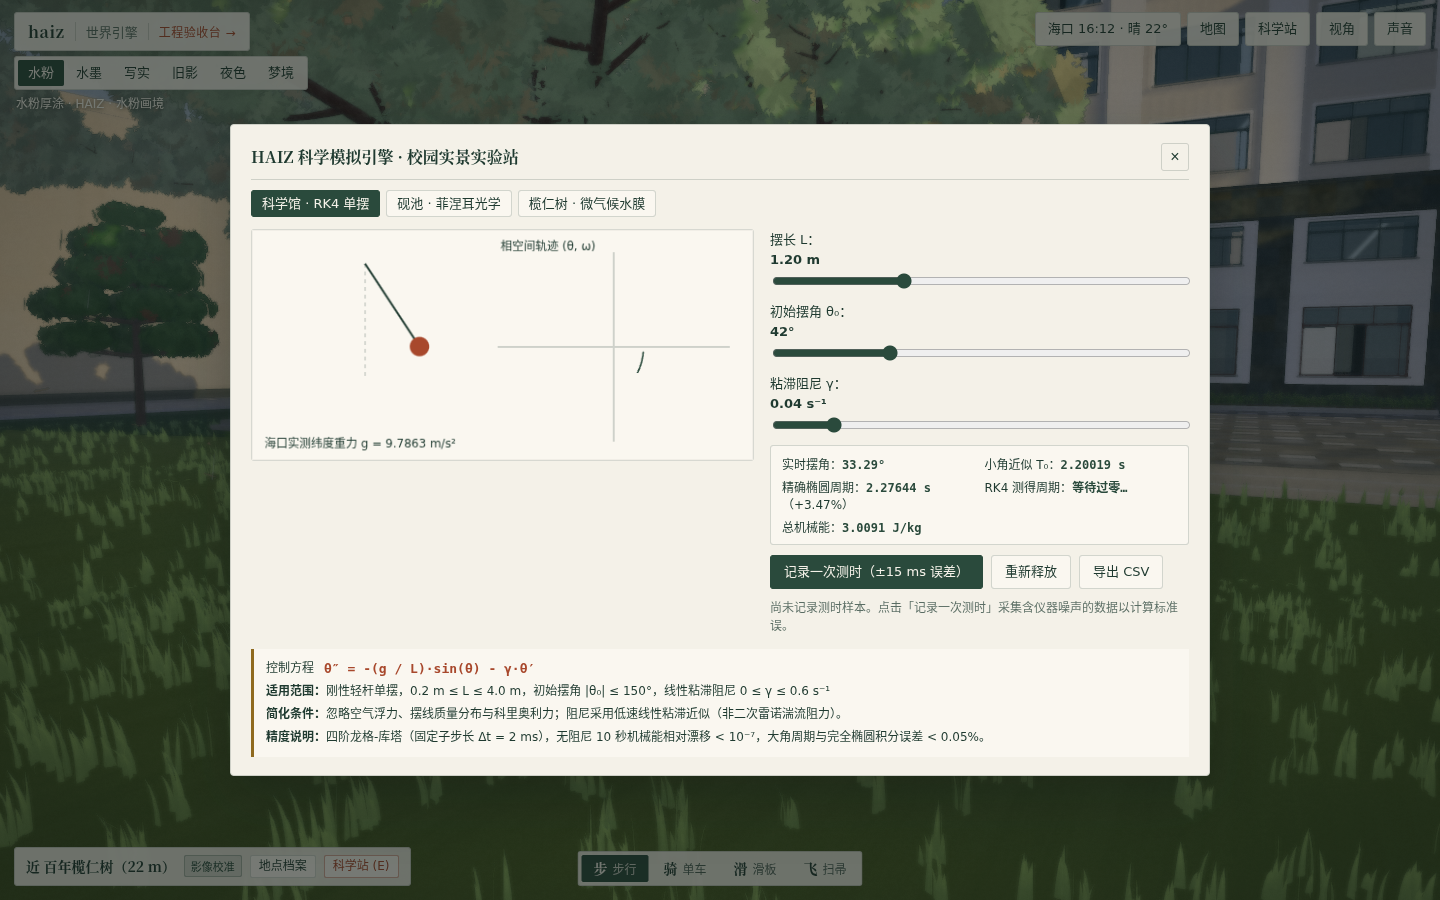 haiz 世界引擎 工程验收台 →
海口 16:12 · 晴 22° 地图 科学站 视角 声音
水粉 水墨 写实 旧影 夜色 梦境
水粉厚涂 · HAIZ · 水粉画境
HAIZ 科学模拟引擎 · 校园实景实验站 ×
科学馆 · RK4 单摆 砚池 · 菲涅耳光学 榄仁树 · 微气候水膜
相空间轨迹 (θ, ω)
海口实测纬度重力 g = 9.7863 m/s²
摆长 L：
1.20 m
初始摆角 θ₀：
42°
粘滞阻尼 γ：
0.04 s⁻¹
实时摆角：33.29° 小角近似 T₀：2.20019 s
精确椭圆周期：2.27644 s RK4 测得周期：等待过零…
（+3.47%）
总机械能：3.0091 J/kg
记录一次测时（±15 ms 误差） 重新释放 导出 CSV
尚未记录测时样本。点击「记录一次测时」采集含仪器噪声的数据以计算标准
误。
控制方程 θ″ = -(g / L)·sin(θ) - γ·θ′
适用范围：刚性轻杆单摆，0.2 m ≤ L ≤ 4.0 m，初始摆角 |θ₀| ≤ 150°，线性粘滞阻尼 0 ≤ γ ≤ 0.6 s⁻¹
简化条件：忽略空气浮力、摆线质量分布与科里奥利力；阻尼采用低速线性粘滞近似（非二次雷诺湍流阻力）。
精度说明：四阶龙格-库塔（固定子步长 Δt = 2 ms），无阻尼 10 秒机械能相对漂移 < 10⁻⁷，大角周期与完全椭圆积分误差 < 0.05%。
近 百年榄仁树（22 m） 影像校准 地点档案 科学站 (E)
步 步行 骑 单车 滑 滑板 飞 扫帚